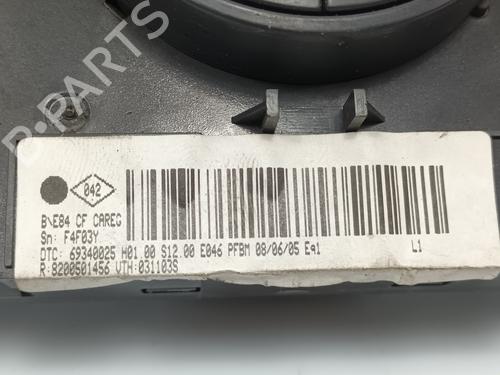 B-PARTS
042
B\E84 CF CAREG
Sn: F4F03Y
DTC: 69340025 H01.00 S12.00 E046 PFBM 08/06/05 Eq1
R:8200501456 VTH:031103S
L1